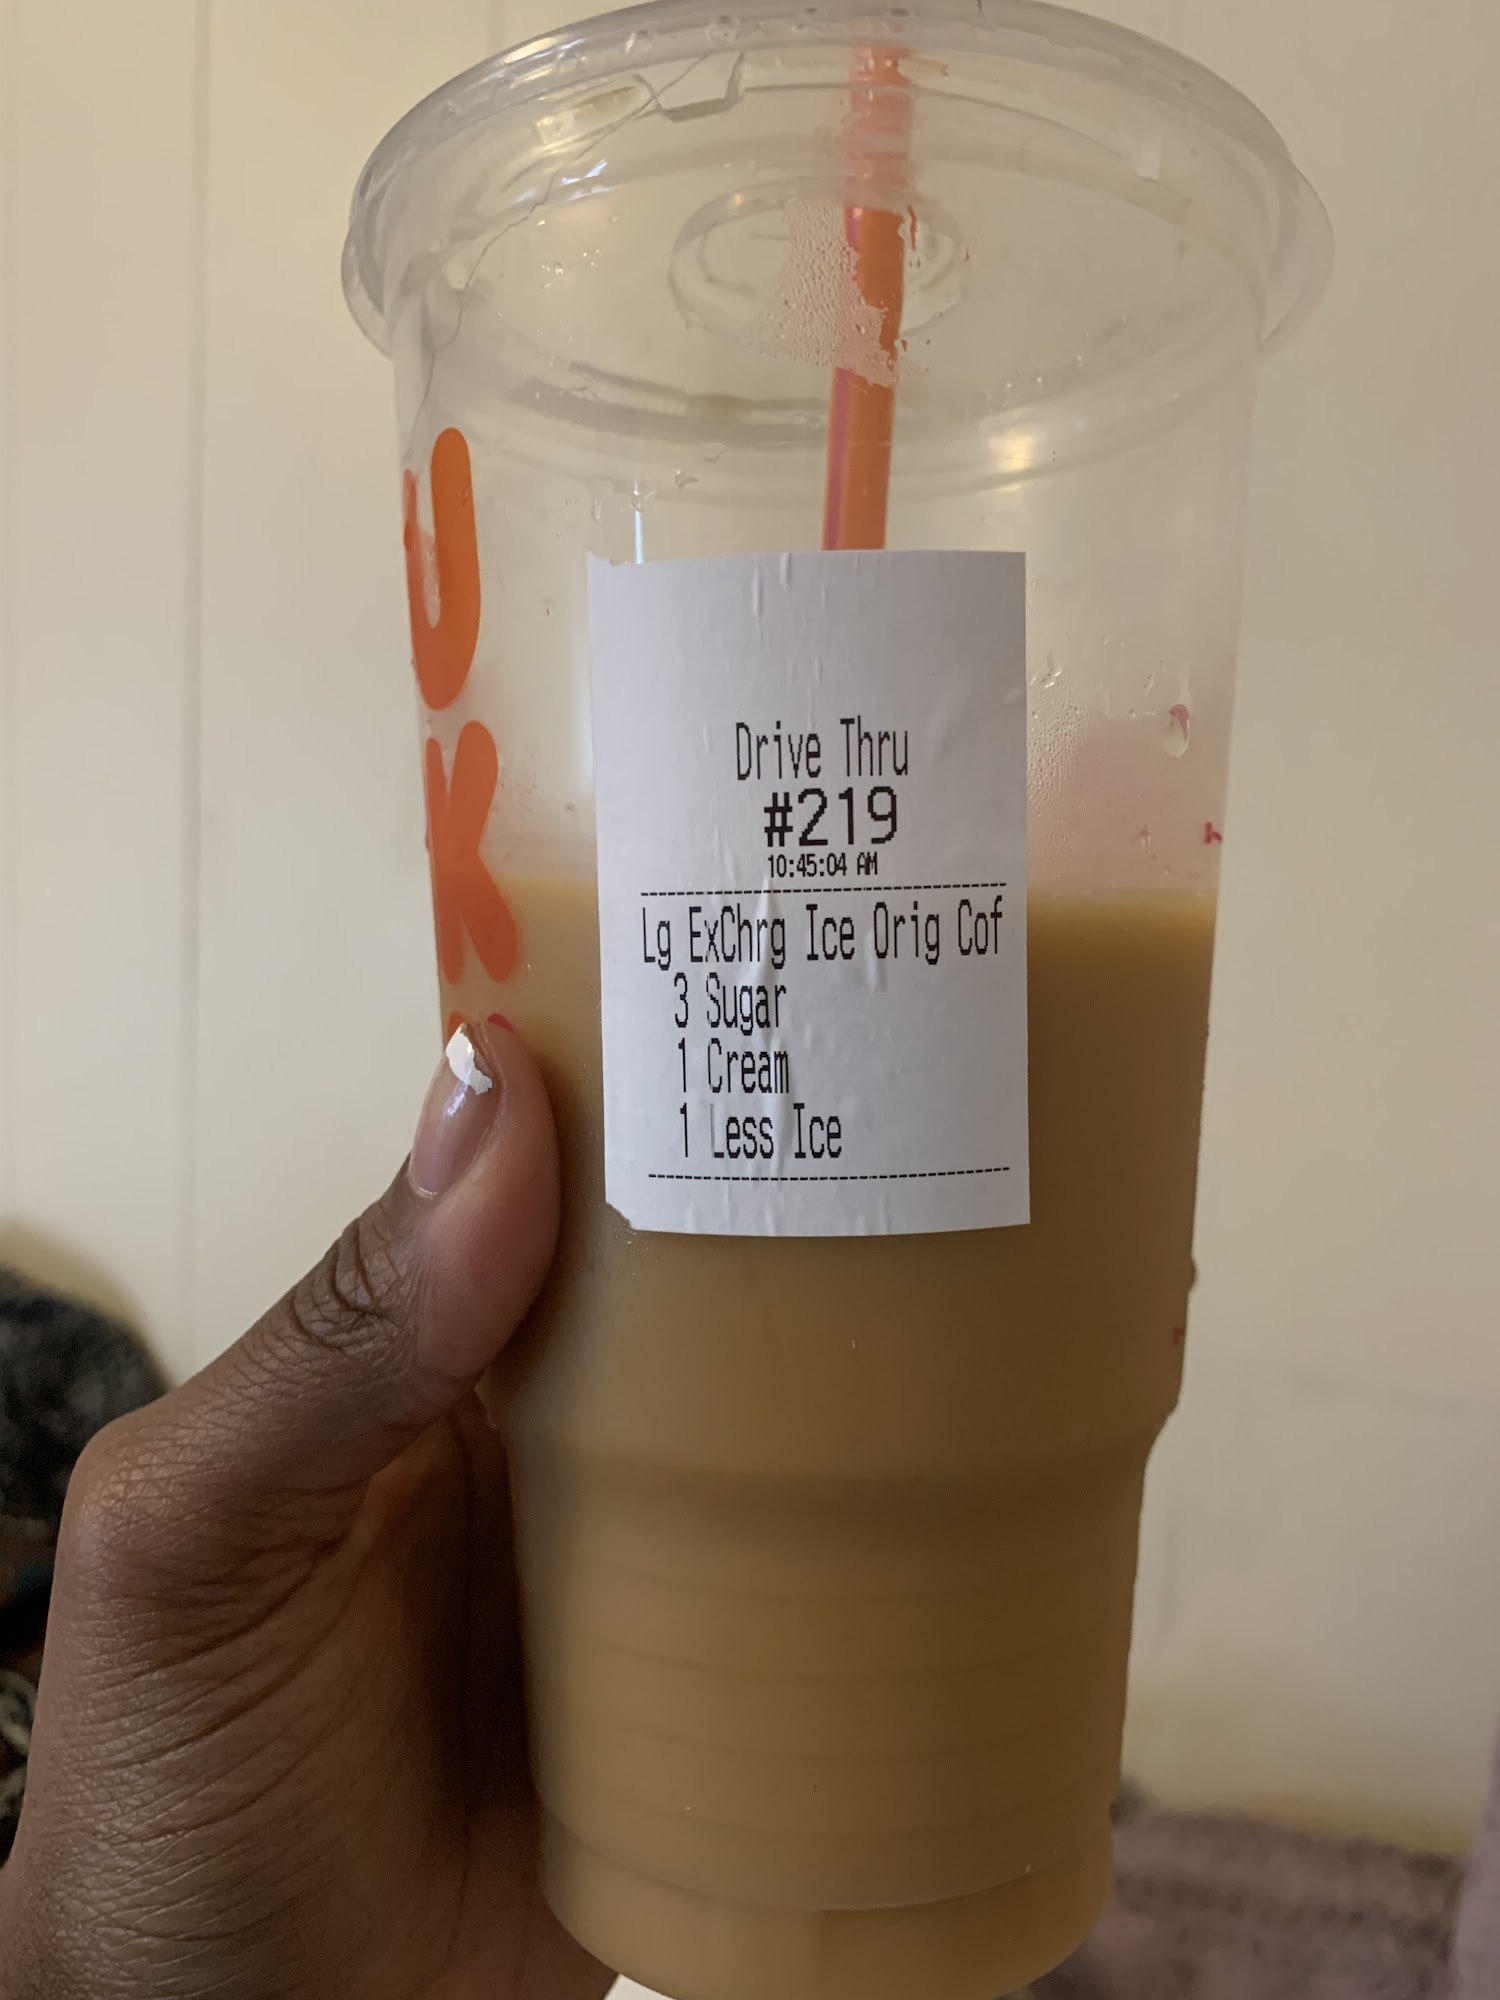 UK
Drive Thru
#219
10:45:04 AM
Lg ExChrg Ice Orig Cof
3 Sugar
1 Cream
1 Less Ice